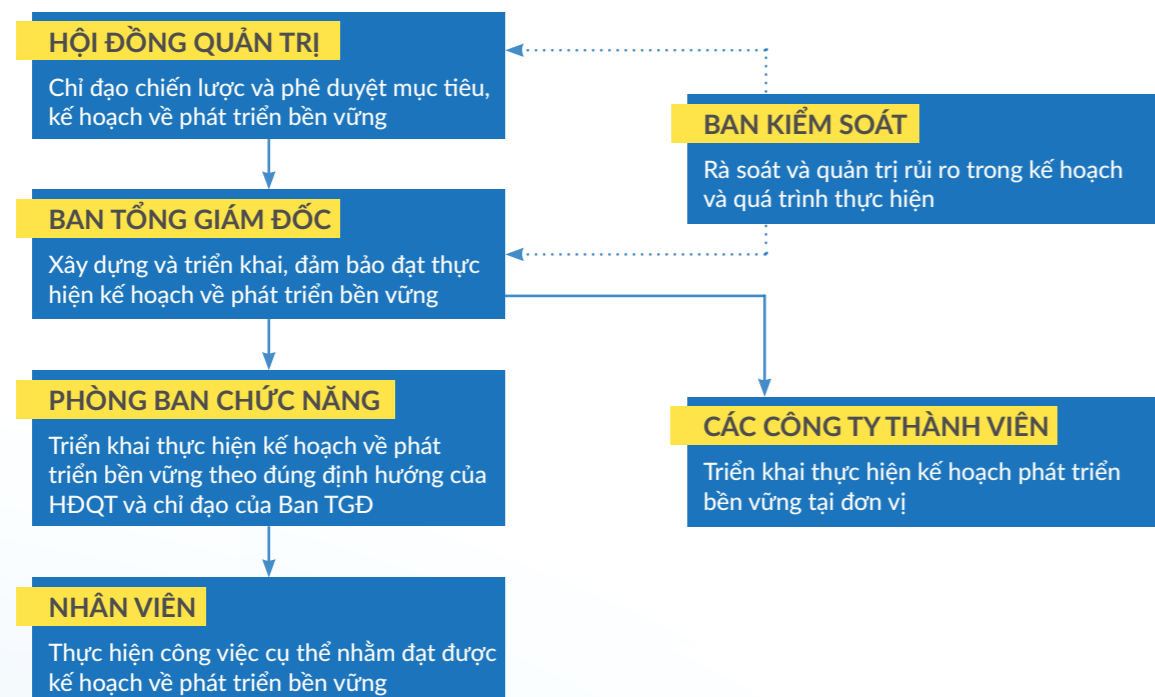 HỘI ĐỒNG QUẢN TRỊ
Chỉ đạo chiến lược và phê duyệt mục tiêu,
kế hoạch về phát triển bền vững
BAN KIỂM SOÁT
Rà soát và quản trị rủi ro trong kế hoạch
và quá trình thực hiện
BAN TỔNG GIÁM ĐỐC
Xây dựng và triển khai, đảm bảo đạt thực
hiện kế hoạch về phát triển bền vững
PHÒNG BAN CHỨC NĂNG
Triển khai thực hiện kế hoạch về phát
triển bền vững theo đúng định hướng của
HĐQT và chỉ đạo của Ban TGĐ
CÁC CÔNG TY THÀNH VIÊN
Triển khai thực hiện kế hoạch phát triển
bền vững tại đơn vị
NHÂN VIÊN
Thực hiện công việc cụ thể nhằm đạt được
kế hoạch về phát triển bền vững